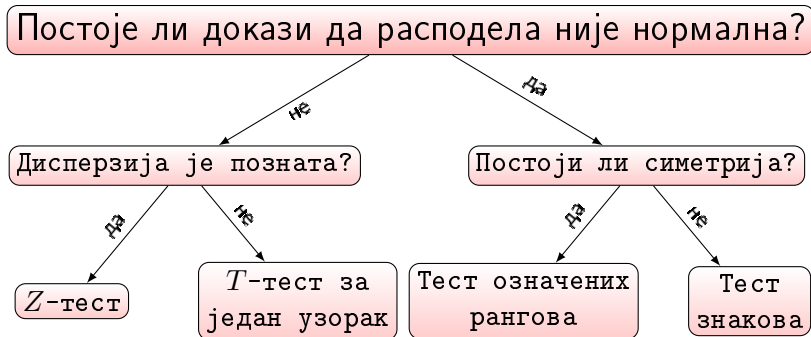 Постоје ли докази да расподела није нормална?
не
да
Дисперзија је позната?
Постоји ли симетрија?
да
не
да
не
Z-тест
T-тест за
један узорак
Тест означених
рангова
Тест
знакова